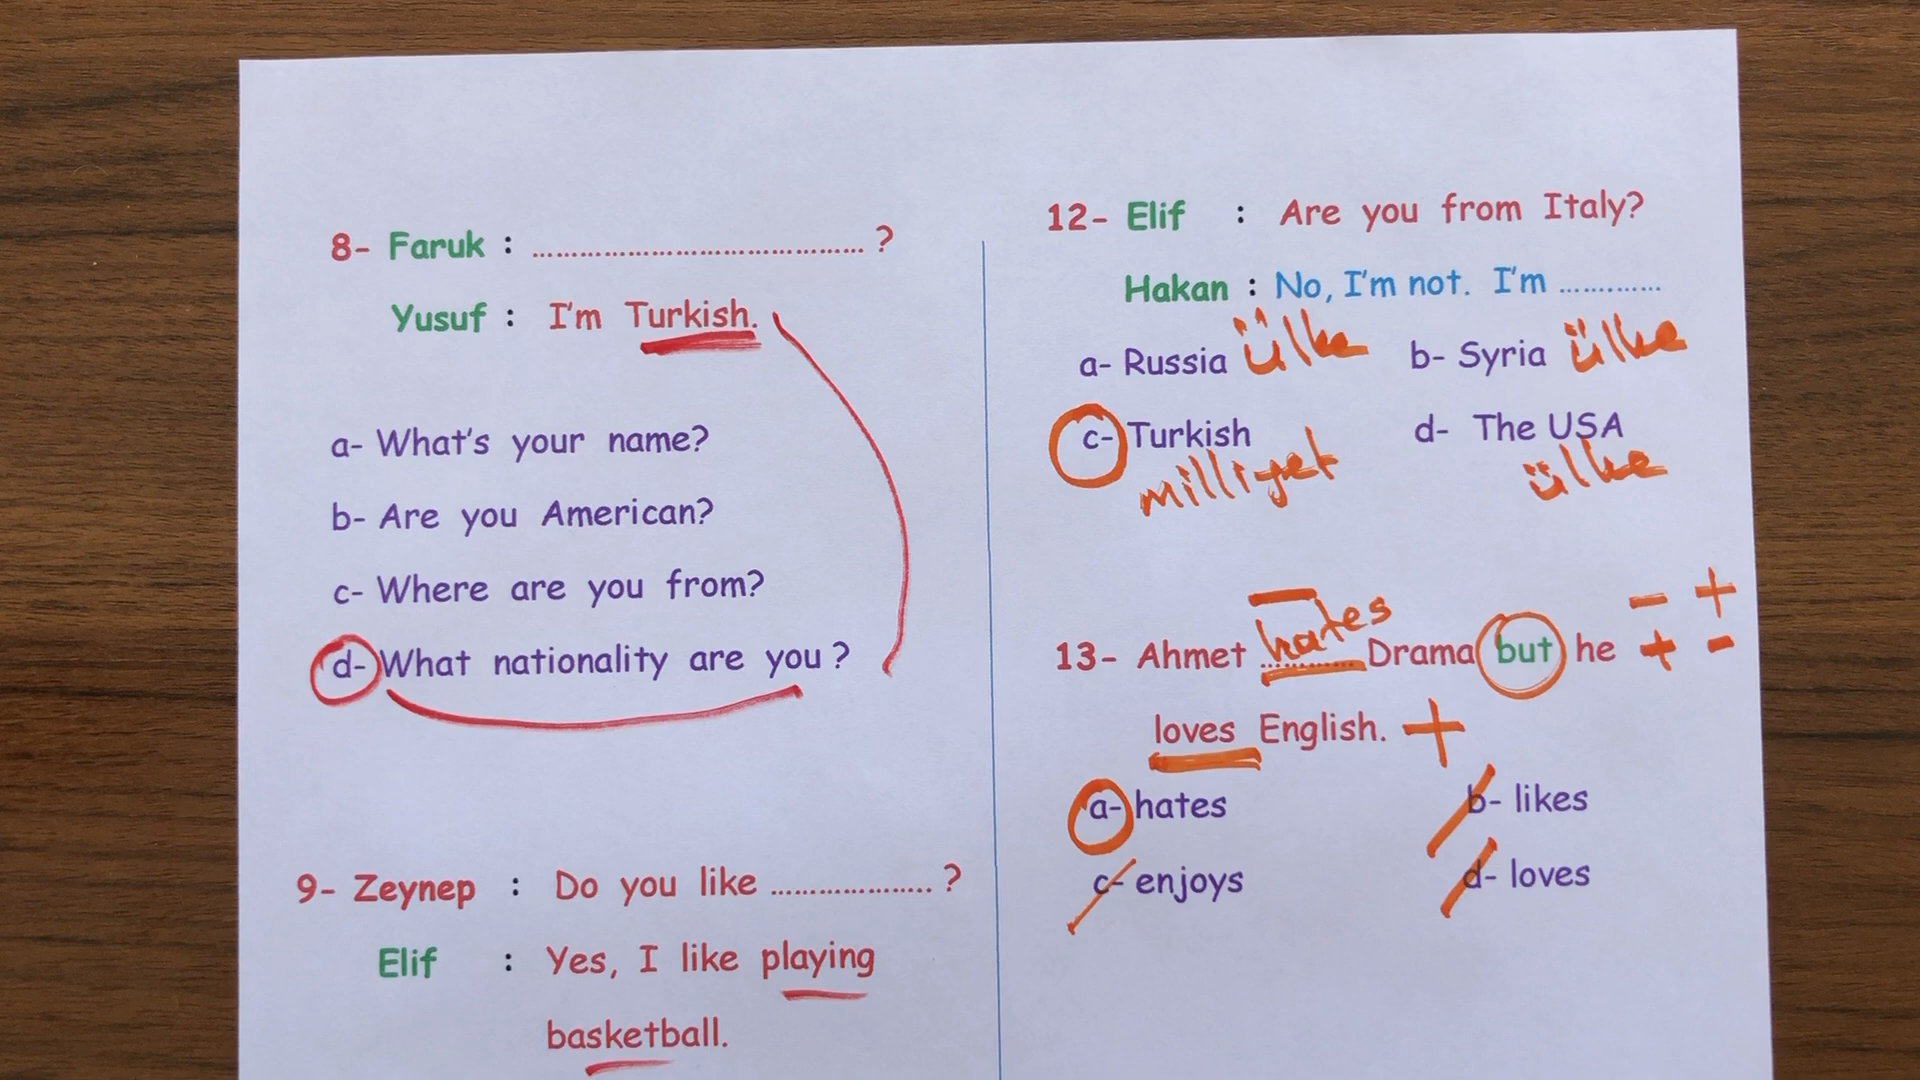 8- Faruk : ........................................ ?
Yusuf : I'm Turkish.
a- What's your name?
b- Are you American?
c- Where are you from?
d- What nationality are you ?
9- Zeynep : Do you like .................... ?
Elif : Yes, I like playing
basketball.
12- Elif : Are you from Italy?
Hakan : No, I'm not. I'm .............
a- Russia ülke b- Syria ülke
c- Turkish d- The USA
milliyet ülke
- +
13- Ahmet hates Drama but he + -
loves English. +
a- hates b- likes
c- enjoys d- loves